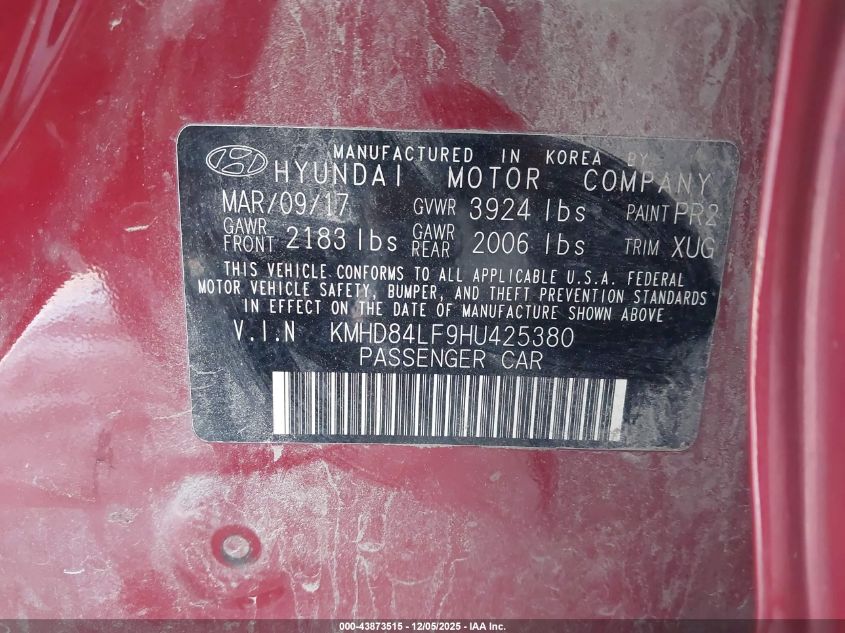 MANUFACTURED IN KOREA BY
HYUNDAI MOTOR COMPANY
MAR/09/17 GVWR 3924 lbs PAINT PR2
GAWR FRONT 2183 lbs GAWR REAR 2006 lbs TRIM XUG
THIS VEHICLE CONFORMS TO ALL APPLICABLE U.S.A. FEDERAL
MOTOR VEHICLE SAFETY, BUMPER, AND THEFT PREVENTION STANDARDS
IN EFFECT ON THE DATE OF MANUFACTURE SHOWN ABOVE
V.I.N KMHD84LF9HU425380
PASSENGER CAR
000-43873515 - 12/05/2025 - IAA Inc.